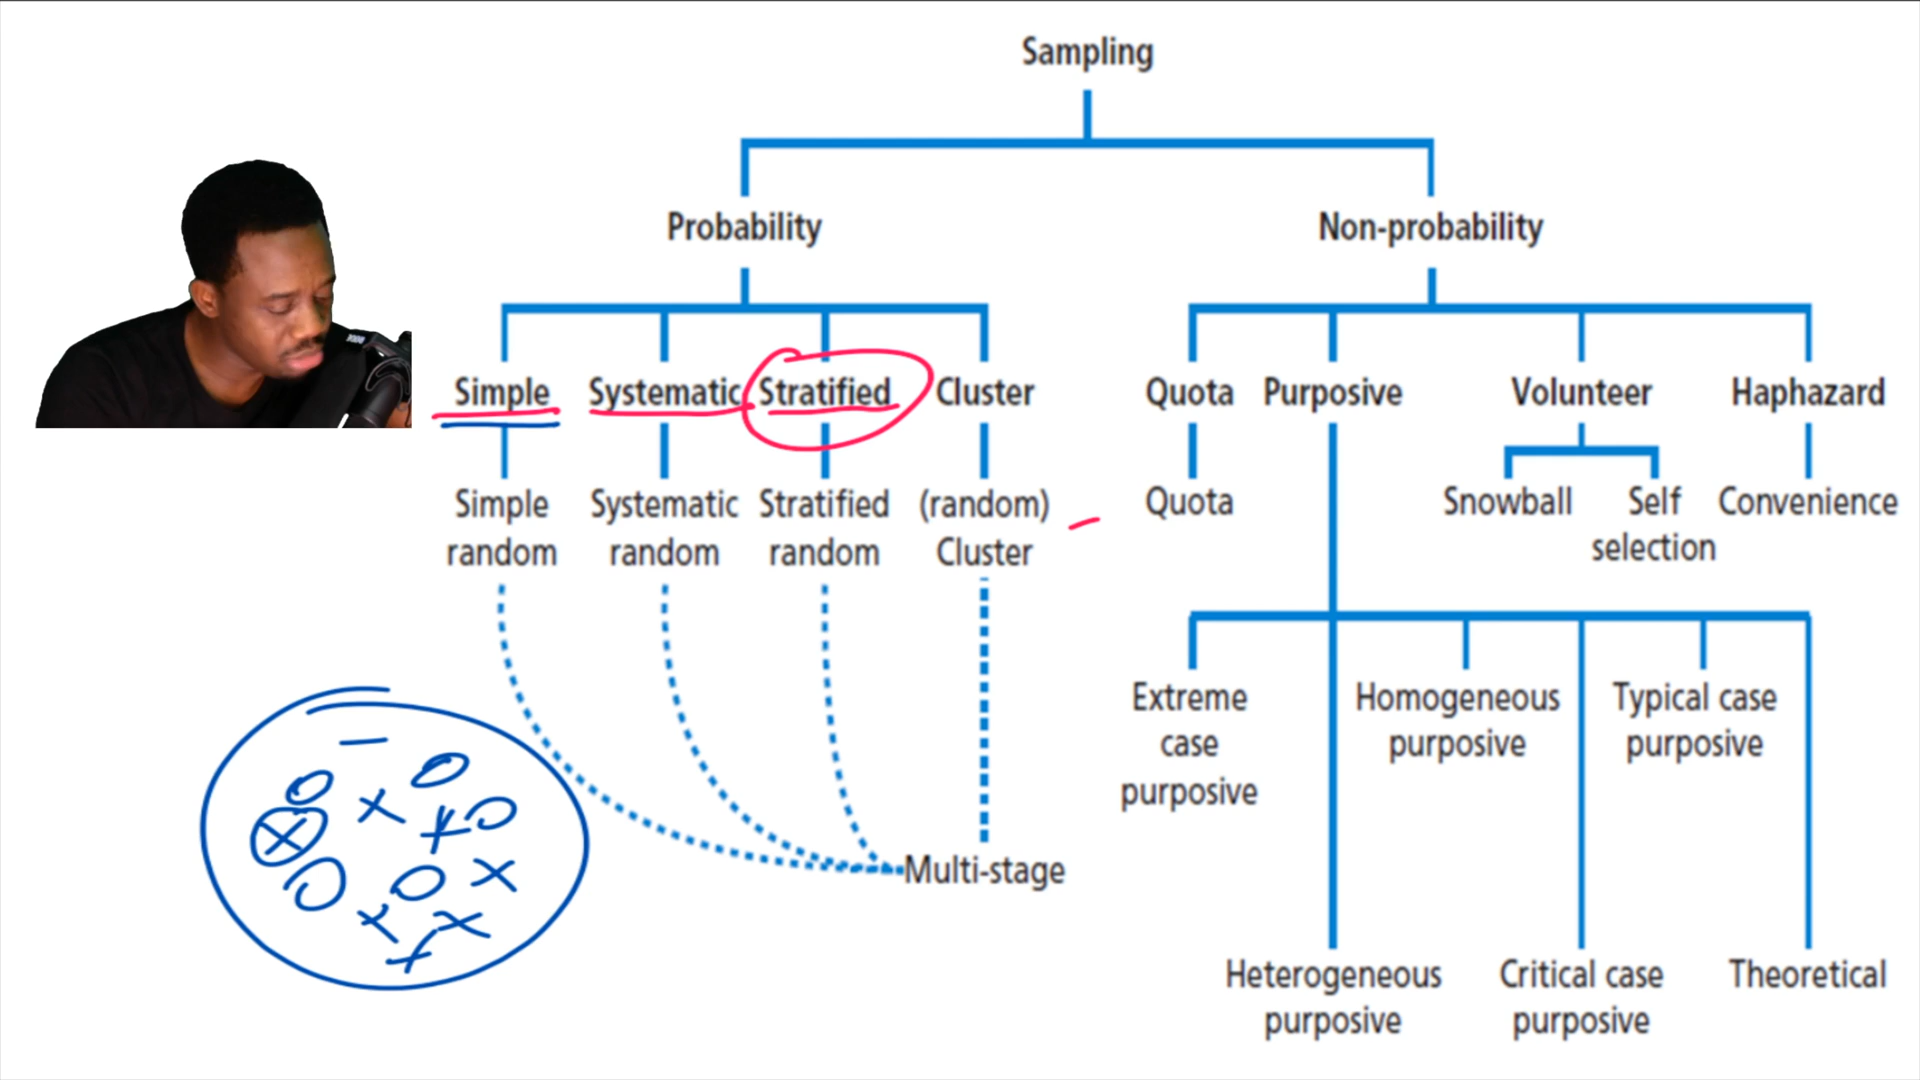 Sampling
Probability
Non-probability
Simple
Systematic
Stratified
Cluster
Quota
Purposive
Volunteer
Haphazard
Simple
random
Systematic
random
Stratified
random
(random)
Cluster
Quota
Snowball
Self
selection
Convenience
Extreme
case
purposive
Homogeneous
purposive
Typical case
purposive
Multi-stage
Heterogeneous
purposive
Critical case
purposive
Theoretical